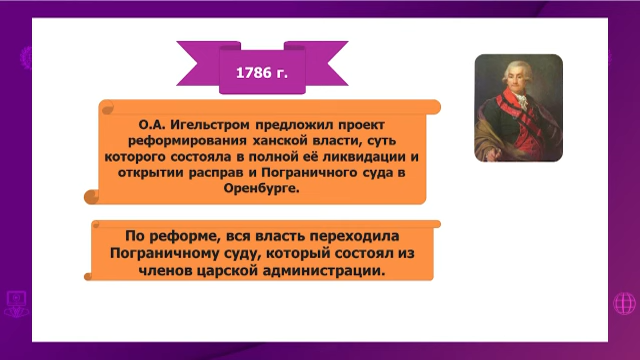 1786 г.
О.А. Игельстром предложил проект
реформирования ханской власти, суть
которого состояла в полной её ликвидации и
открытии расправ и Пограничного суда в
Оренбурге.
По реформе, вся власть переходила
Пограничному суду, который состоял из
членов царской администрации.